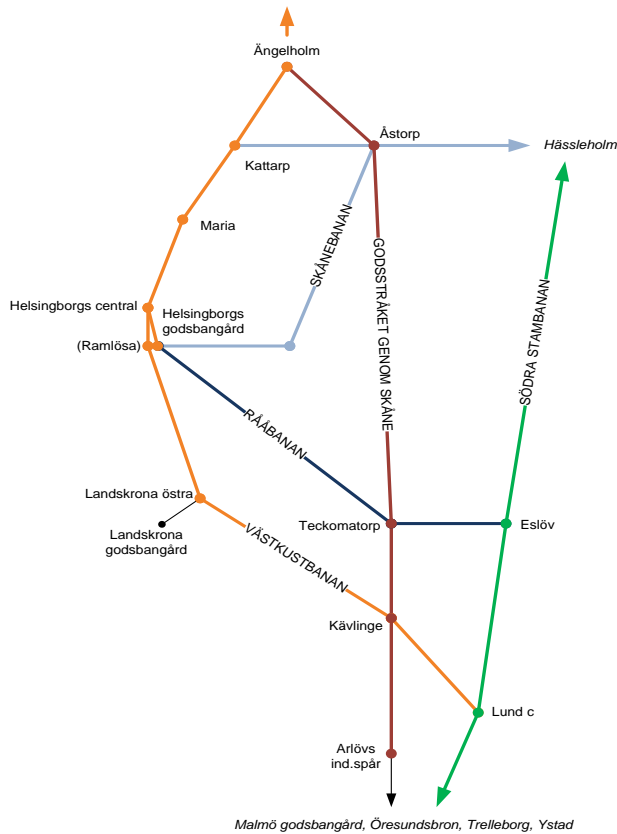 Ängelholm
Åstorp
Hässleholm
Kattarp
Maria
SKÅNEBANAN
GODSSTRÅKET GENOM SKÅNE
SÖDRA STAMBANAN
Helsingborgs central
Helsingborgs
godsbangård
(Ramlösa)
RÅÅBANAN
Landskrona östra
Landskrona
godsbangård
VÄSTKUSTBANAN
Teckomatorp
Eslöv
Kävlinge
Lund c
Arlövs
ind.spår
Malmö godsbangård, Öresundsbron, Trelleborg, Ystad